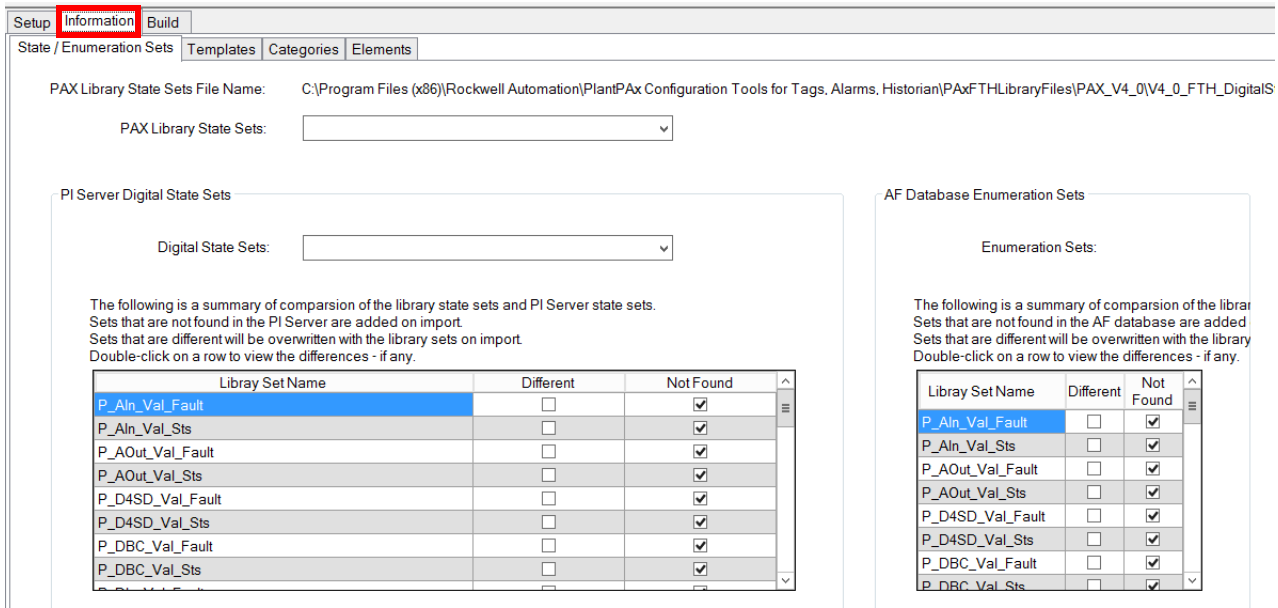 Setup Information Build
State / Enumeration Sets Templates Categories Elements
PAX Library State Sets File Name: C:\Program Files (x86)\Rockwell Automation\PlantPAx Configuration Tools for Tags, Alarms, Historian\PAxFTHLibraryFiles\PAX_V4_0\V4_0_FTH_DigitalS
PAX Library State Sets:
PI Server Digital State Sets
Digital State Sets:
The following is a summary of comparsion of the library state sets and PI Server state sets.
Sets that are not found in the PI Server are added on import.
Sets that are different will be overwritten with the library sets on import.
Double-click on a row to view the differences - if any.
Libray Set Name Different Not Found
P_AIn_Val_Fault
P_AIn_Val_Sts
P_AOut_Val_Fault
P_AOut_Val_Sts
P_D4SD_Val_Fault
P_D4SD_Val_Sts
P_DBC_Val_Fault
P_DBC_Val_Sts
AF Database Enumeration Sets
Enumeration Sets:
The following is a summary of comparsion of the librar
Sets that are not found in the AF database are added
Sets that are different will be overwritten with the library
Double-click on a row to view the differences - if any.
Libray Set Name Different Not
Found
P_AIn_Val_Fault
P_AIn_Val_Sts
P_AOut_Val_Fault
P_AOut_Val_Sts
P_D4SD_Val_Fault
P_D4SD_Val_Sts
P_DBC_Val_Fault
P_DBC_Val_Sts